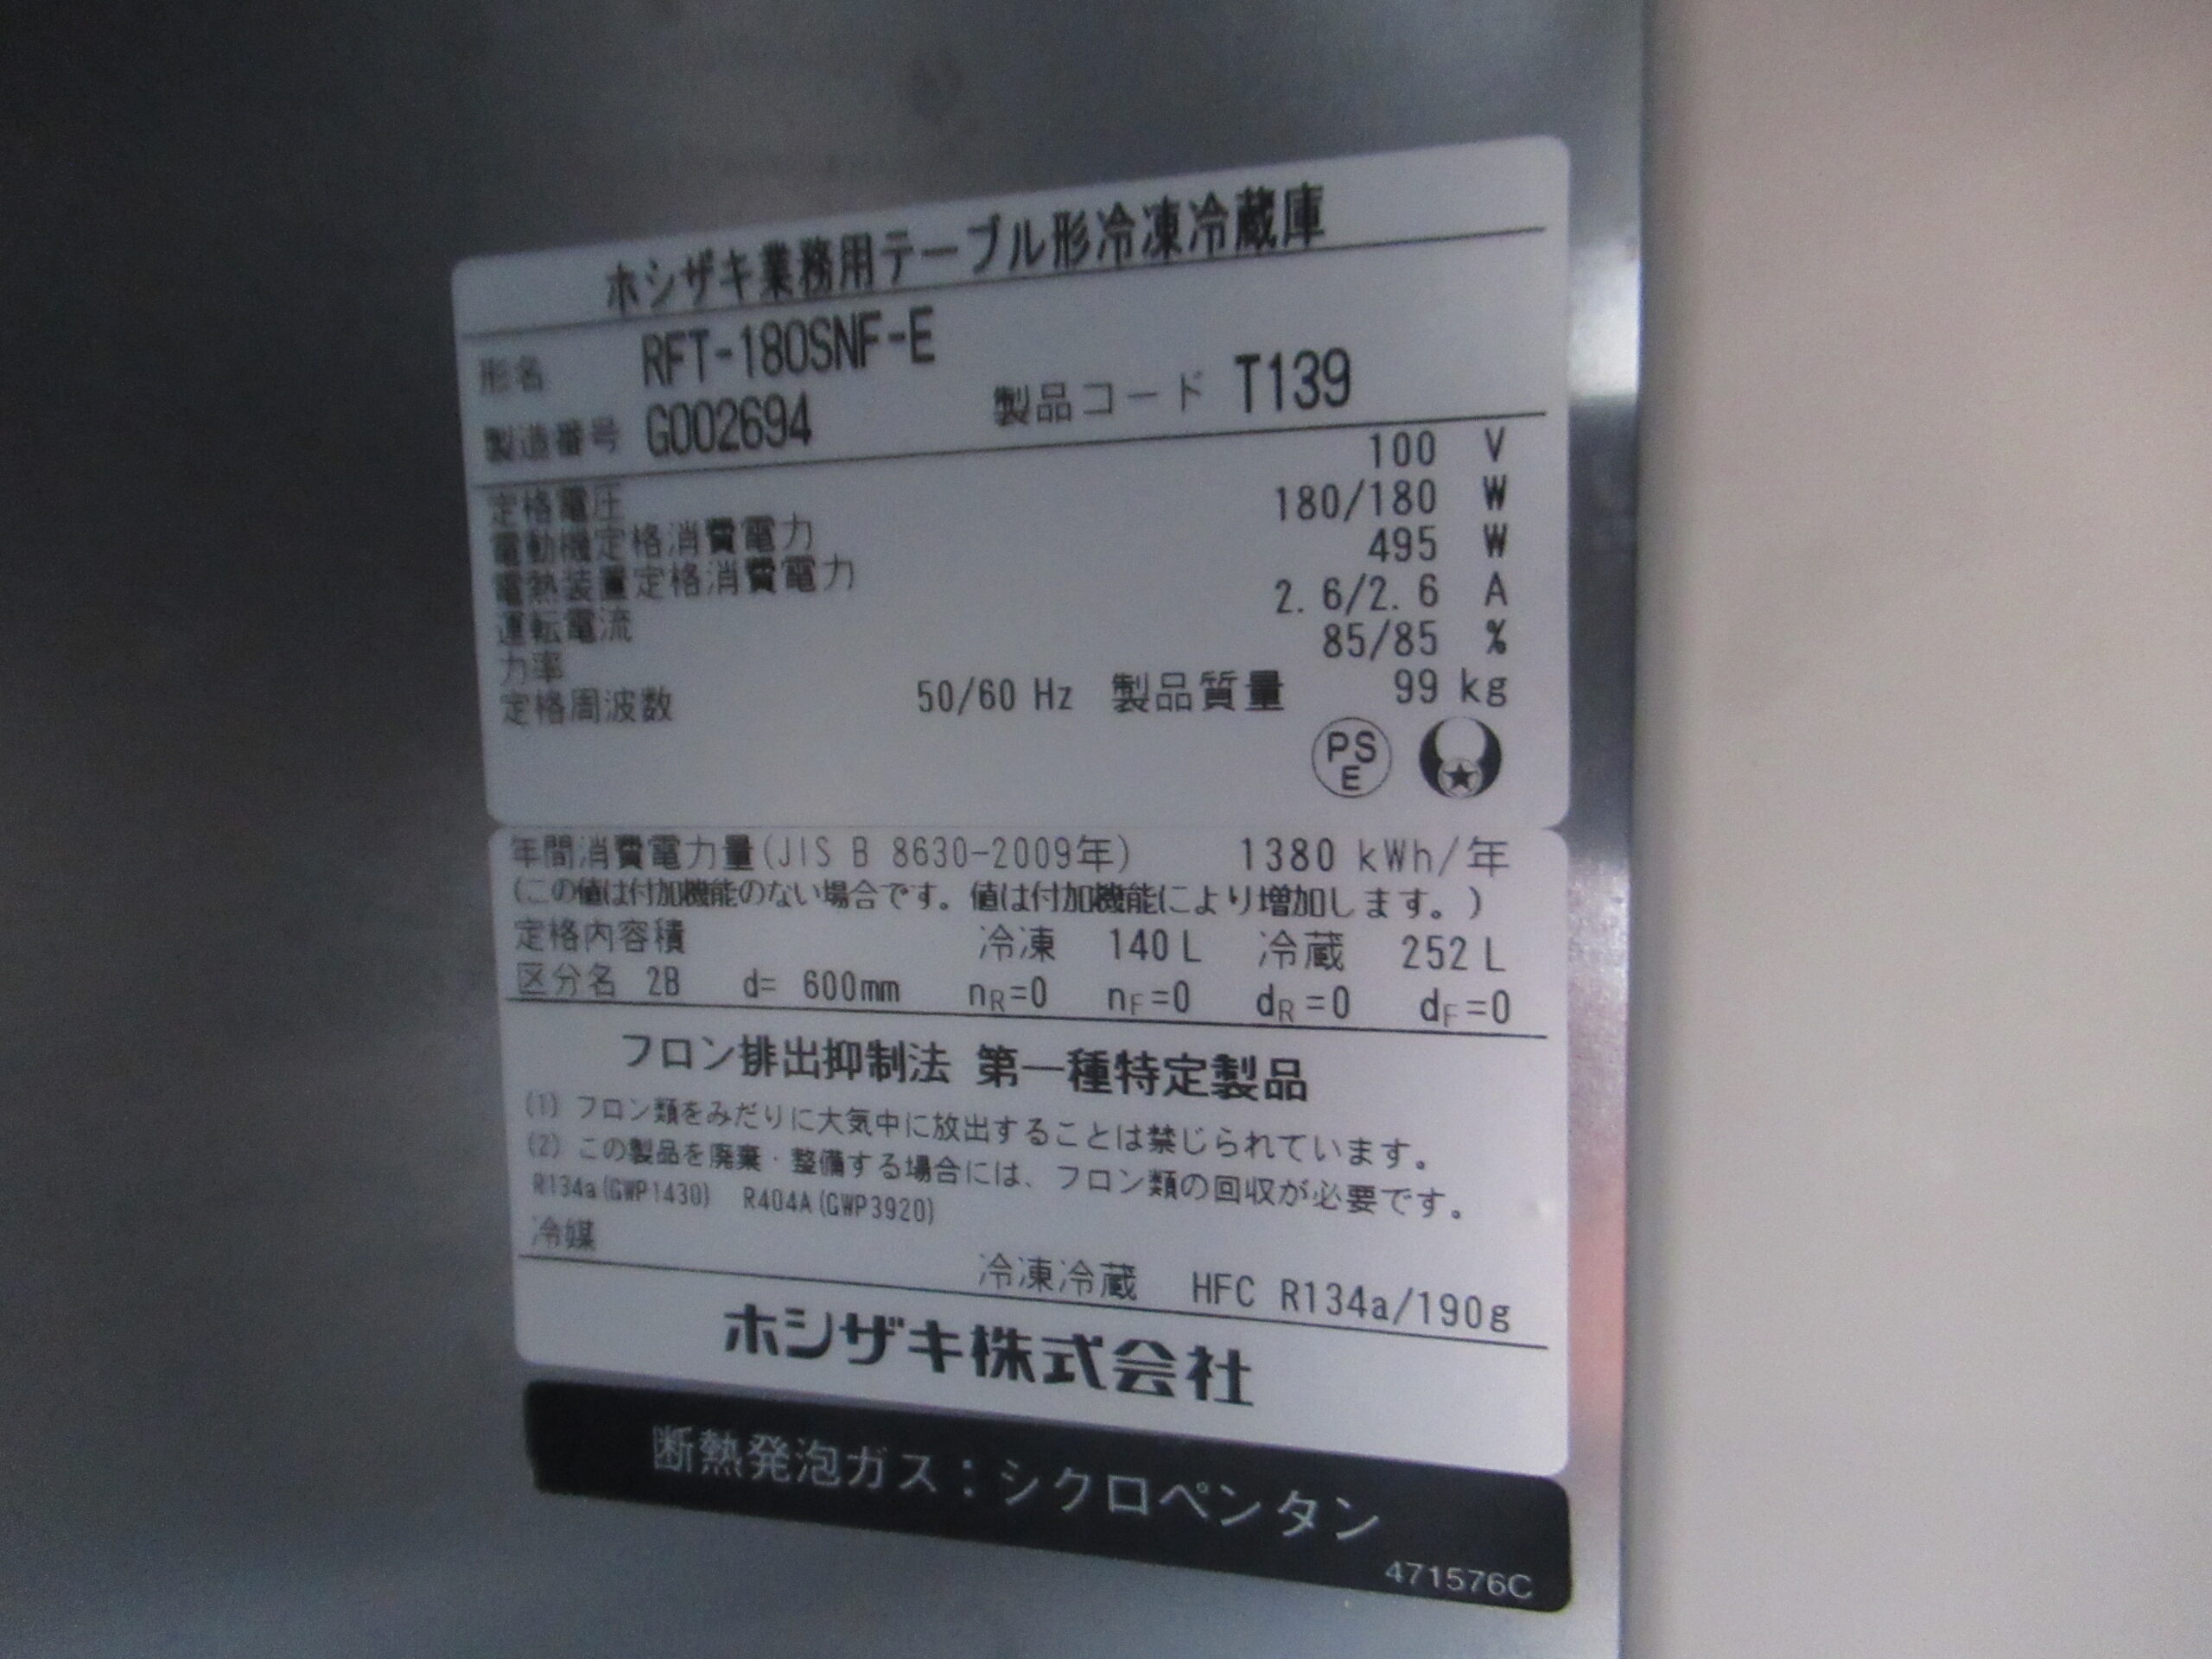 ホシザキ業務用テーブル形冷凍冷蔵庫
形名 RFT-180SNF-E
製造番号 G002694 製品コード T139
定格電圧 100 V
電動機定格消費電力 180/180 W
電熱装置定格消費電力 495 W
運転電流 2.6/2.6 A
力率 85/85 %
定格周波数 50/60 Hz 製品質量 99 kg
PS
E
年間消費電力量(JIS B 8630-2009年) 1380 kWh/年
(この値は付加機能のない場合です。値は付加機能により増加します。)
定格内容積 冷凍 140 L 冷蔵 252 L
区分名 2B d= 600mm nR=0 nF=0 dR=0 dF=0
フロン排出抑制法 第一種特定製品
(1) フロン類をみだりに大気中に放出することは禁じられています。
(2) この製品を廃棄・整備する場合には、フロン類の回収が必要です。
R134a(GWP1430) R404A(GWP3920)
冷媒
冷凍冷蔵 HFC R134a/190g
ホシザキ株式会社
断熱発泡ガス：シクロペンタン
471576C